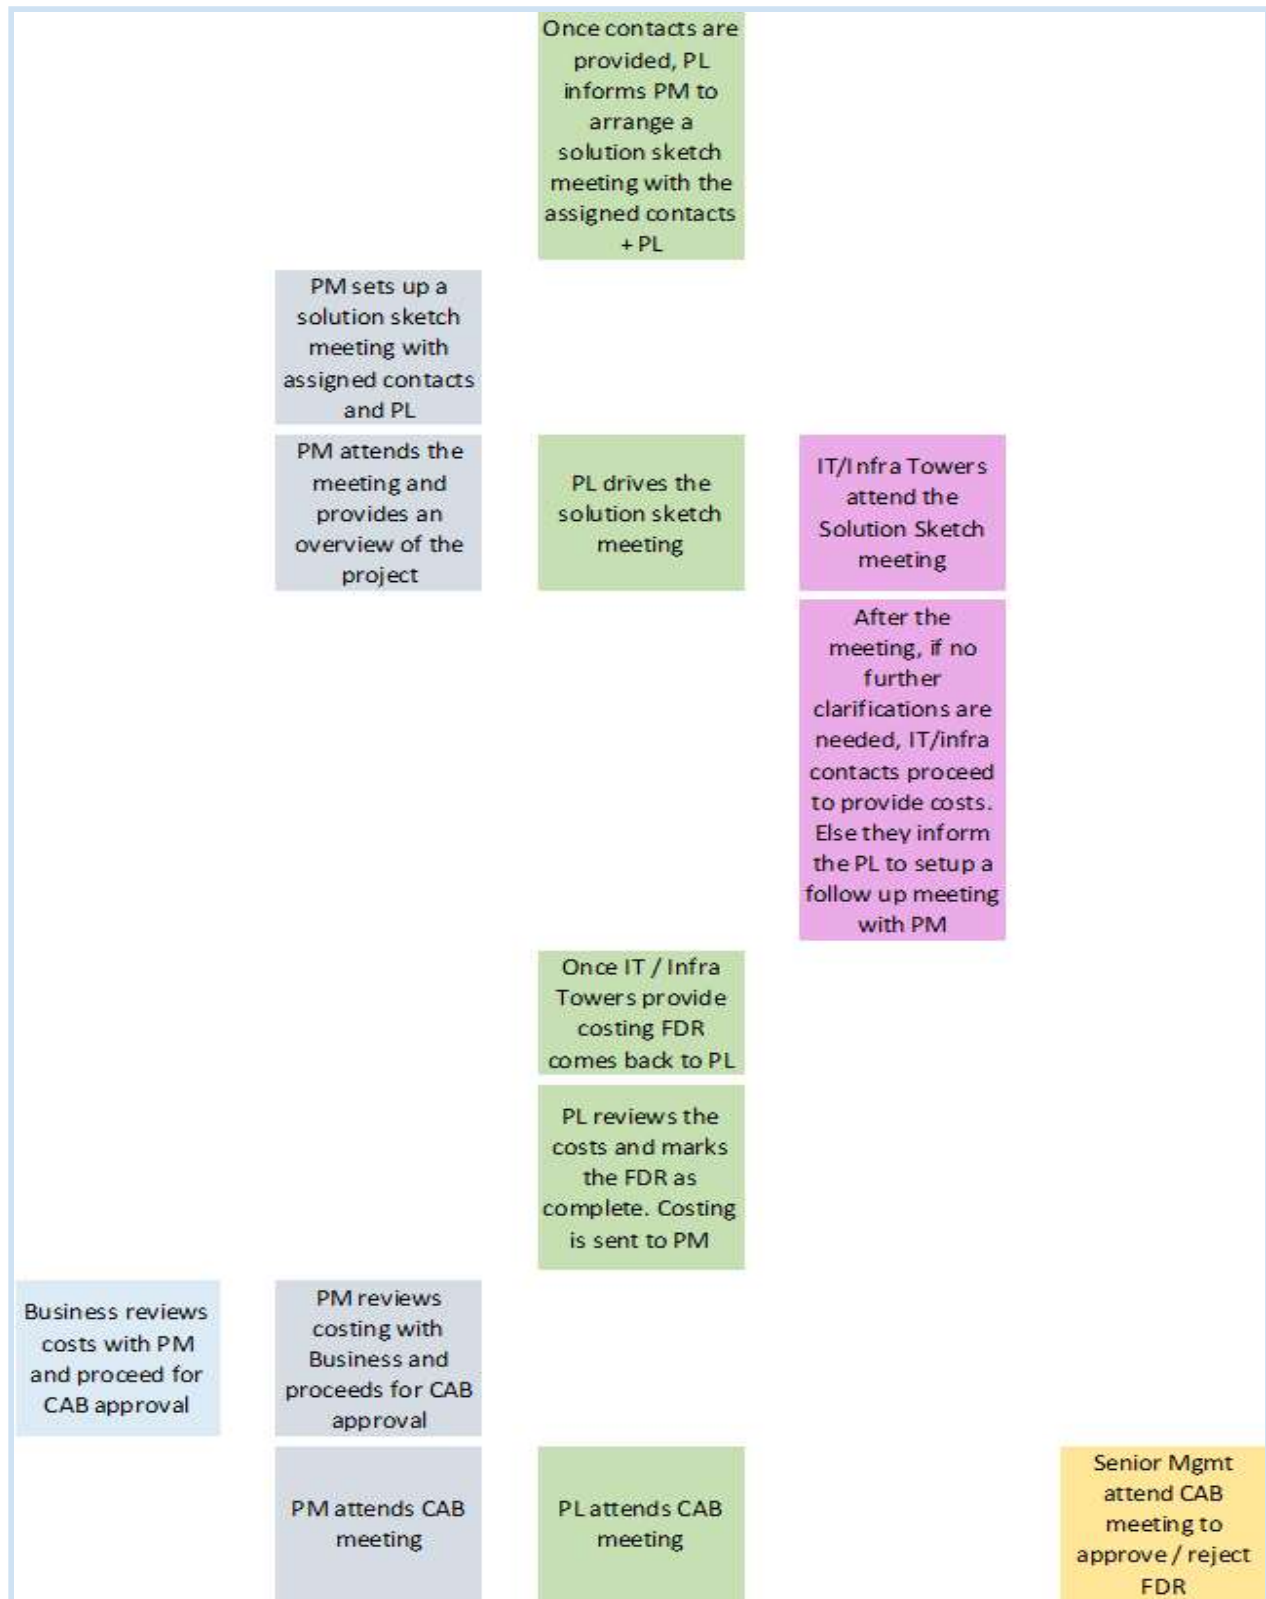 Once contacts are
provided, PL
informs PM to
arrange a
solution sketch
meeting with the
assigned contacts
+ PL
PM sets up a
solution sketch
meeting with
assigned contacts
and PL
PM attends the
meeting and
provides an
overview of the
project
PL drives the
solution sketch
meeting
IT/Infra Towers
attend the
Solution Sketch
meeting
After the
meeting, if no
further
clarifications are
needed, IT/infra
contacts proceed
to provide costs.
Else they inform
the PL to setup a
follow up meeting
with PM
Once IT / Infra
Towers provide
costing FDR
comes back to PL
PL reviews the
costs and marks
the FDR as
complete. Costing
is sent to PM
Business reviews
costs with PM
and proceed for
CAB approval
PM reviews
costing with
Business and
proceeds for CAB
approval
PM attends CAB
meeting
PL attends CAB
meeting
Senior Mgmt
attend CAB
meeting to
approve / reject
FDR